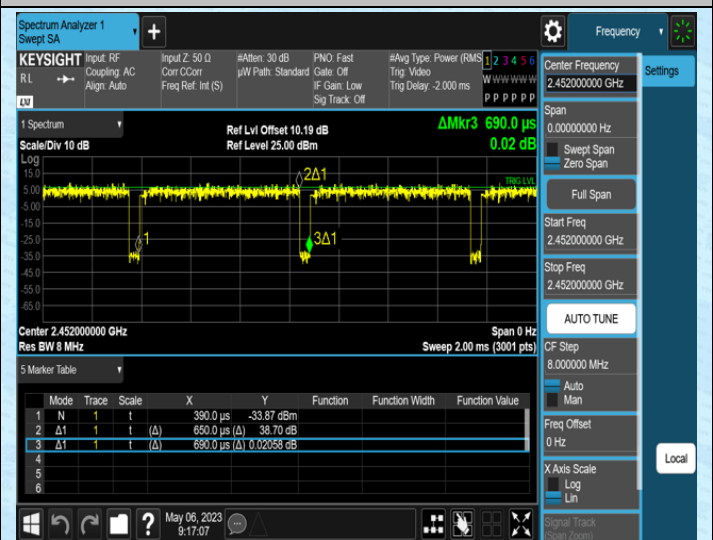 Spectrum Analyzer 1
Swept SA
+
Frequency
KEYSIGHT Input: RF
R L Coupling: AC
Align: Auto
LXI
Input Z: 50 Ω
Corr CCorr
Freq Ref: Int (S)
#Atten: 30 dB
µW Path: Standard
PNO: Fast
Gate: Off
IF Gain: Low
Sig Track: Off
#Avg Type: Power (RMS
Trig: Video
Trig Delay: -2.000 ms
1 2 3 4 5 6
W W W W W W
P P P P P P
1 Spectrum
Scale/Div 10 dB
Ref Lvl Offset 10.19 dB
Ref Level 25.00 dBm
ΔMkr3 690.0 µs
0.02 dB
Log
15.0
5.00
-5.00
-15.0
-25.0
-35.0
-45.0
-55.0
-65.0
2Δ1
TRIG LVL
1
3Δ1
Center 2.452000000 GHz
Res BW 8 MHz
Span 0 Hz
Sweep 2.00 ms (3001 pts)
5 Marker Table
Mode Trace Scale X Y Function Function Width Function Value
1 N 1 t 390.0 µs -33.87 dBm
2 Δ1 1 t (Δ) 650.0 µs (Δ) 38.70 dB
3 Δ1 1 t (Δ) 690.0 µs (Δ) 0.02058 dB
4
5
6
?
May 06, 2023
9:17:07
Center Frequency
2.452000000 GHz
Span
0.00000000 Hz
Swept Span
Zero Span
Full Span
Start Freq
2.452000000 GHz
Stop Freq
2.452000000 GHz
AUTO TUNE
CF Step
8.000000 MHz
Auto
Man
Freq Offset
0 Hz
X Axis Scale
Log
Lin
Signal Track
(Span Zoom)
Settings
Local